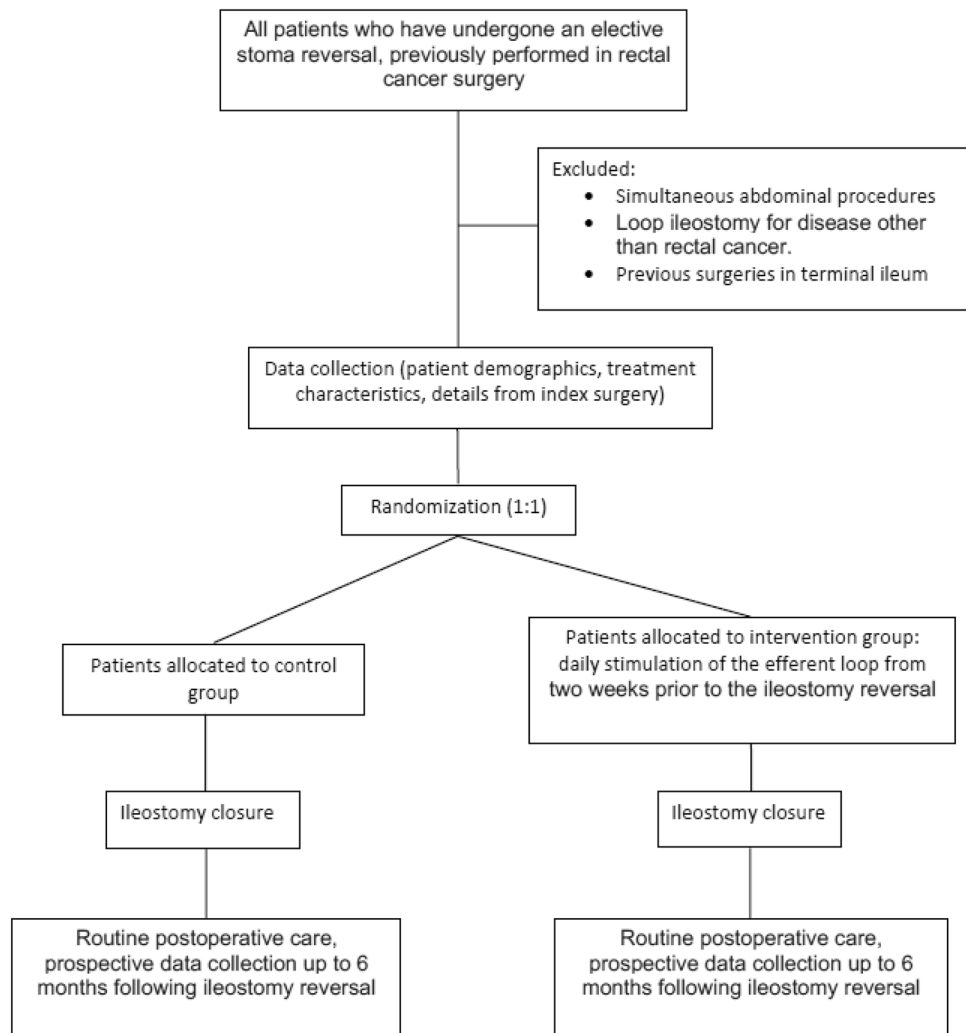 All patients who have undergone an elective
stoma reversal, previously performed in rectal
cancer surgery
Excluded:
• Simultaneous abdominal procedures
• Loop ileostomy for disease other
than rectal cancer.
• Previous surgeries in terminal ileum
Data collection (patient demographics, treatment
characteristics, details from index surgery)
Randomization (1:1)
Patients allocated to control
group
Patients allocated to intervention group:
daily stimulation of the efferent loop from
two weeks prior to the ileostomy reversal
Ileostomy closure
Ileostomy closure
Routine postoperative care,
prospective data collection up to 6
months following ileostomy reversal
Routine postoperative care,
prospective data collection up to 6
months following ileostomy reversal